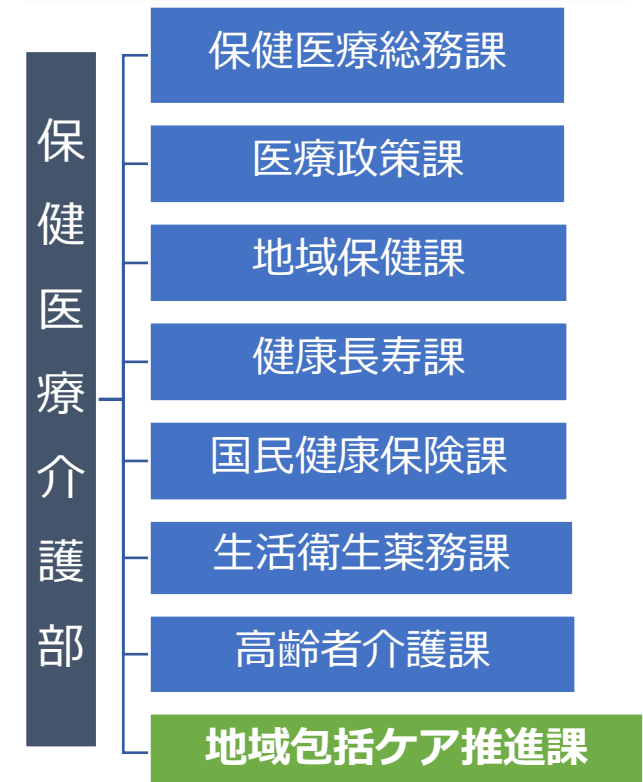 保健医療介護部
保健医療総務課
医療政策課
地域保健課
健康長寿課
国民健康保険課
生活衛生薬務課
高齢者介護課
地域包括ケア推進課